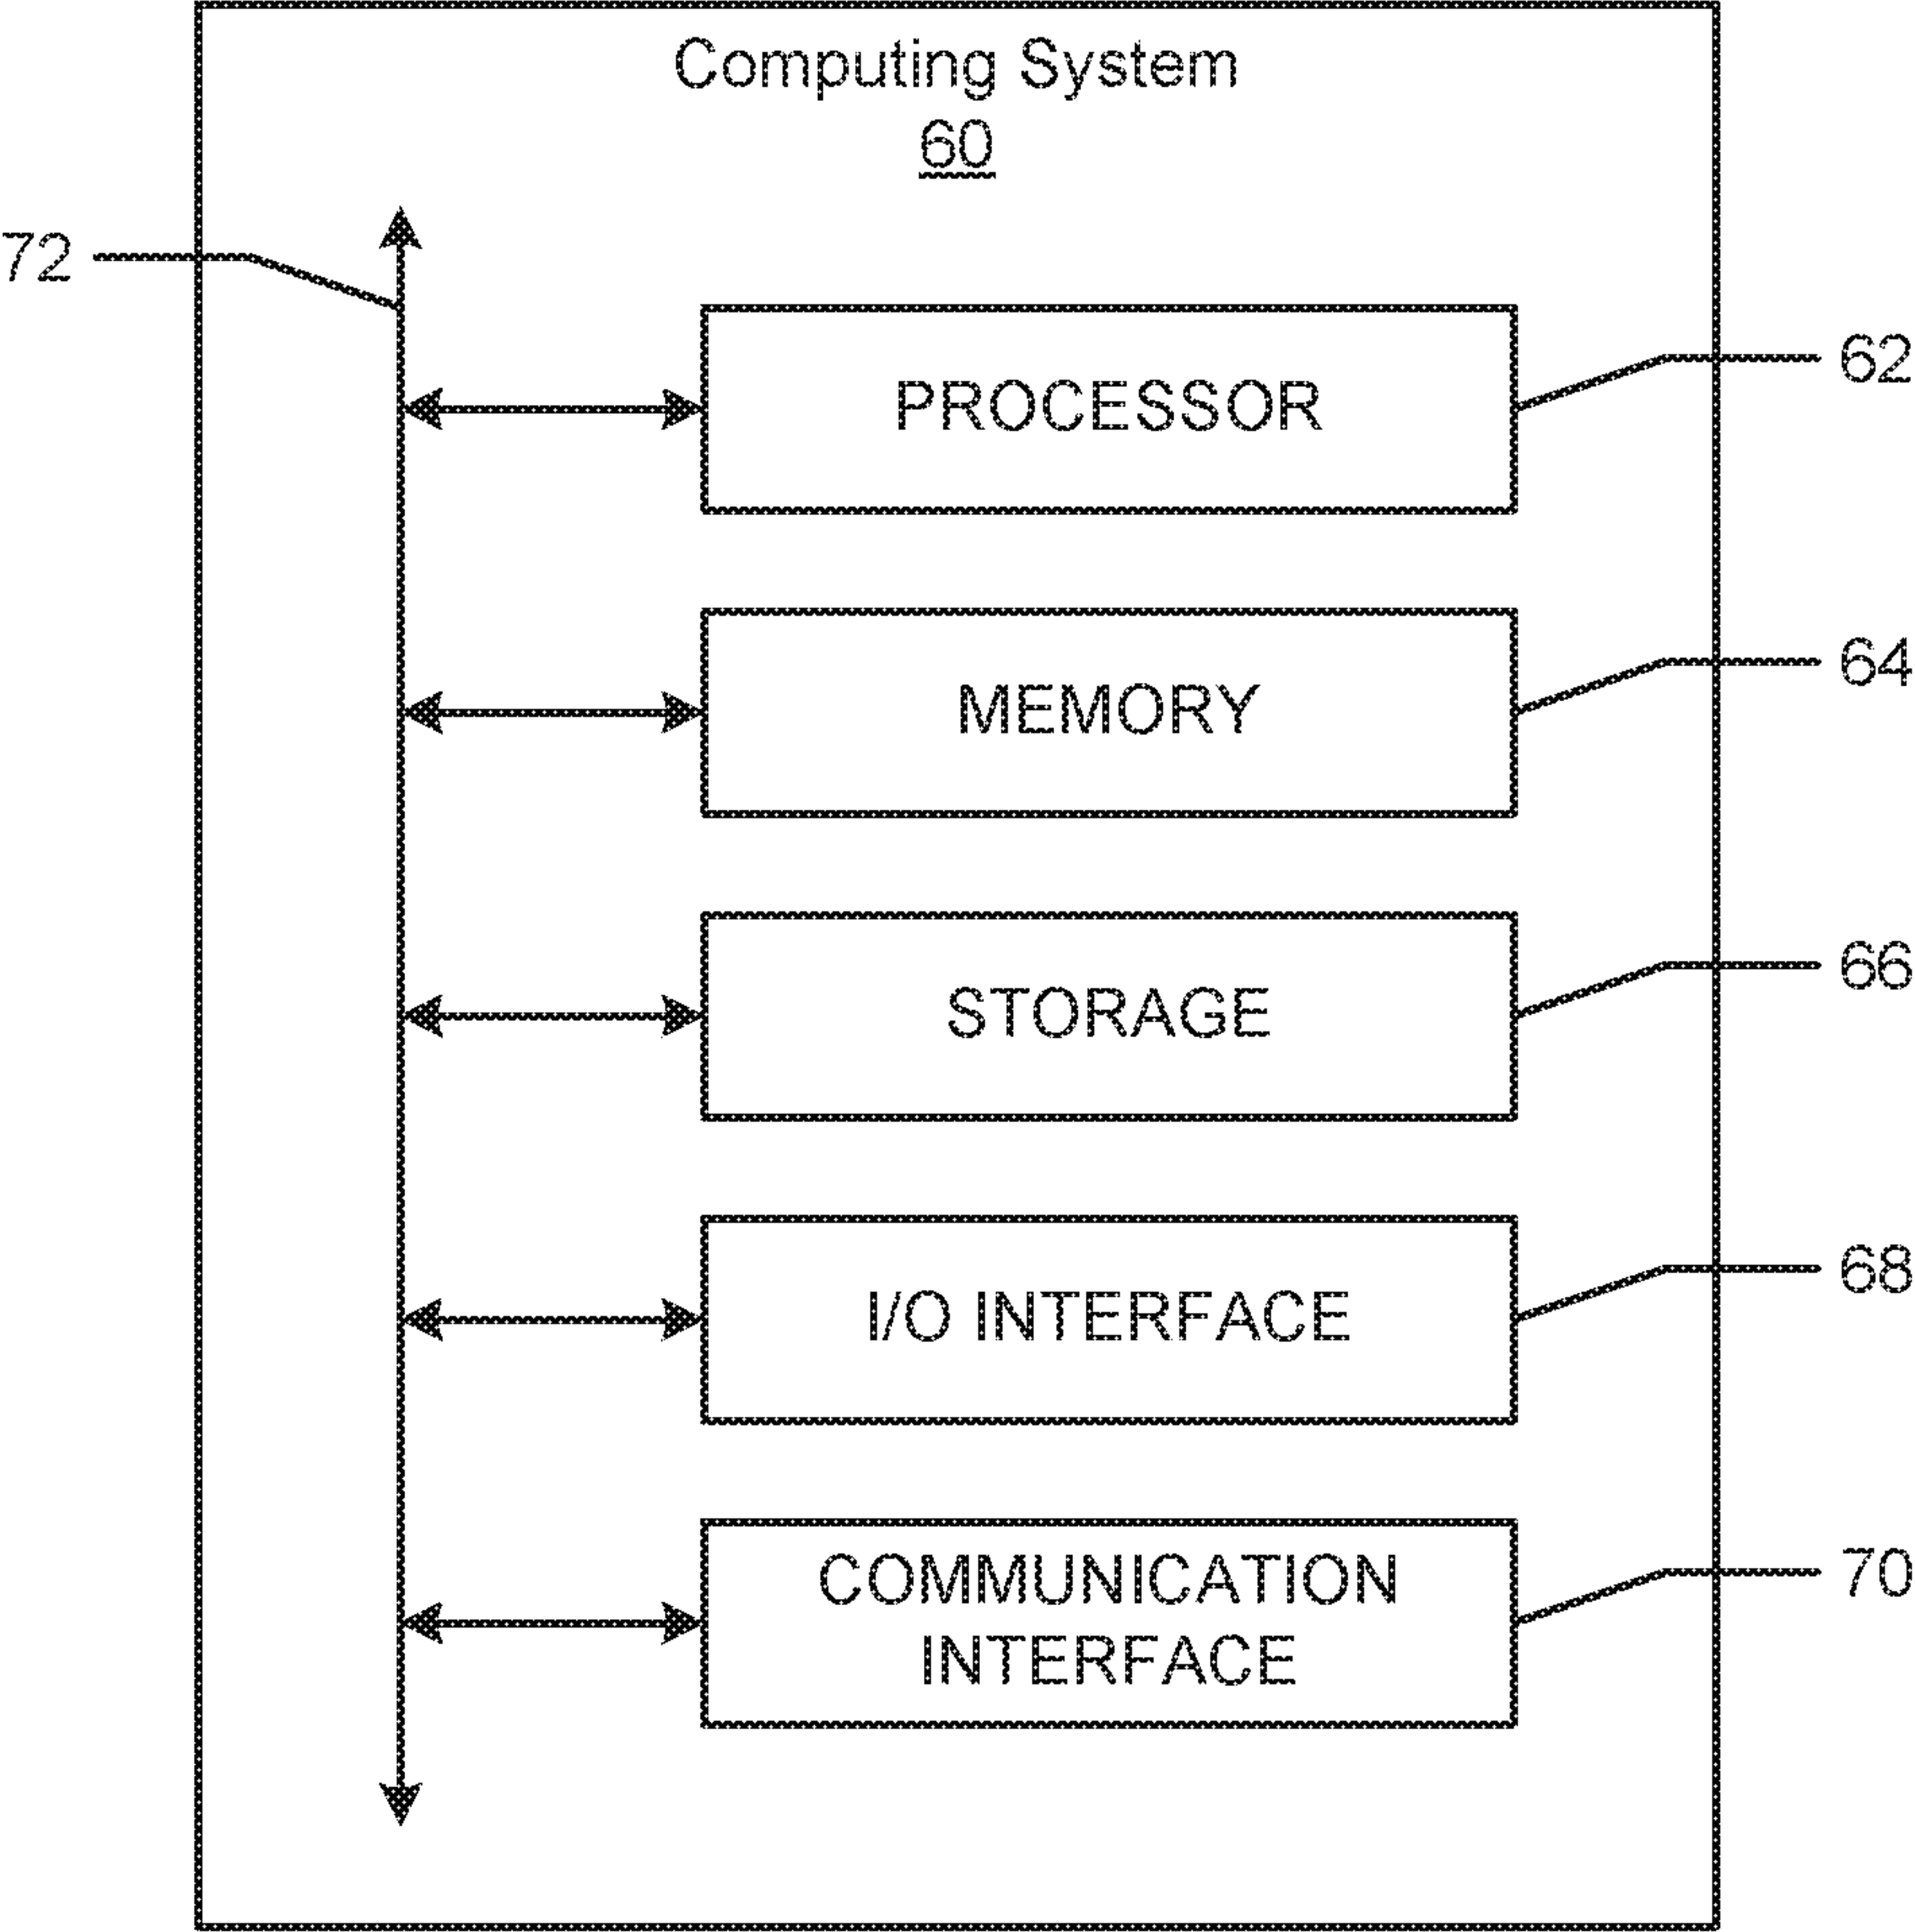 Computing System
60
72
PROCESSOR
62
MEMORY
64
STORAGE
66
I/O INTERFACE
68
COMMUNICATION
INTERFACE
70